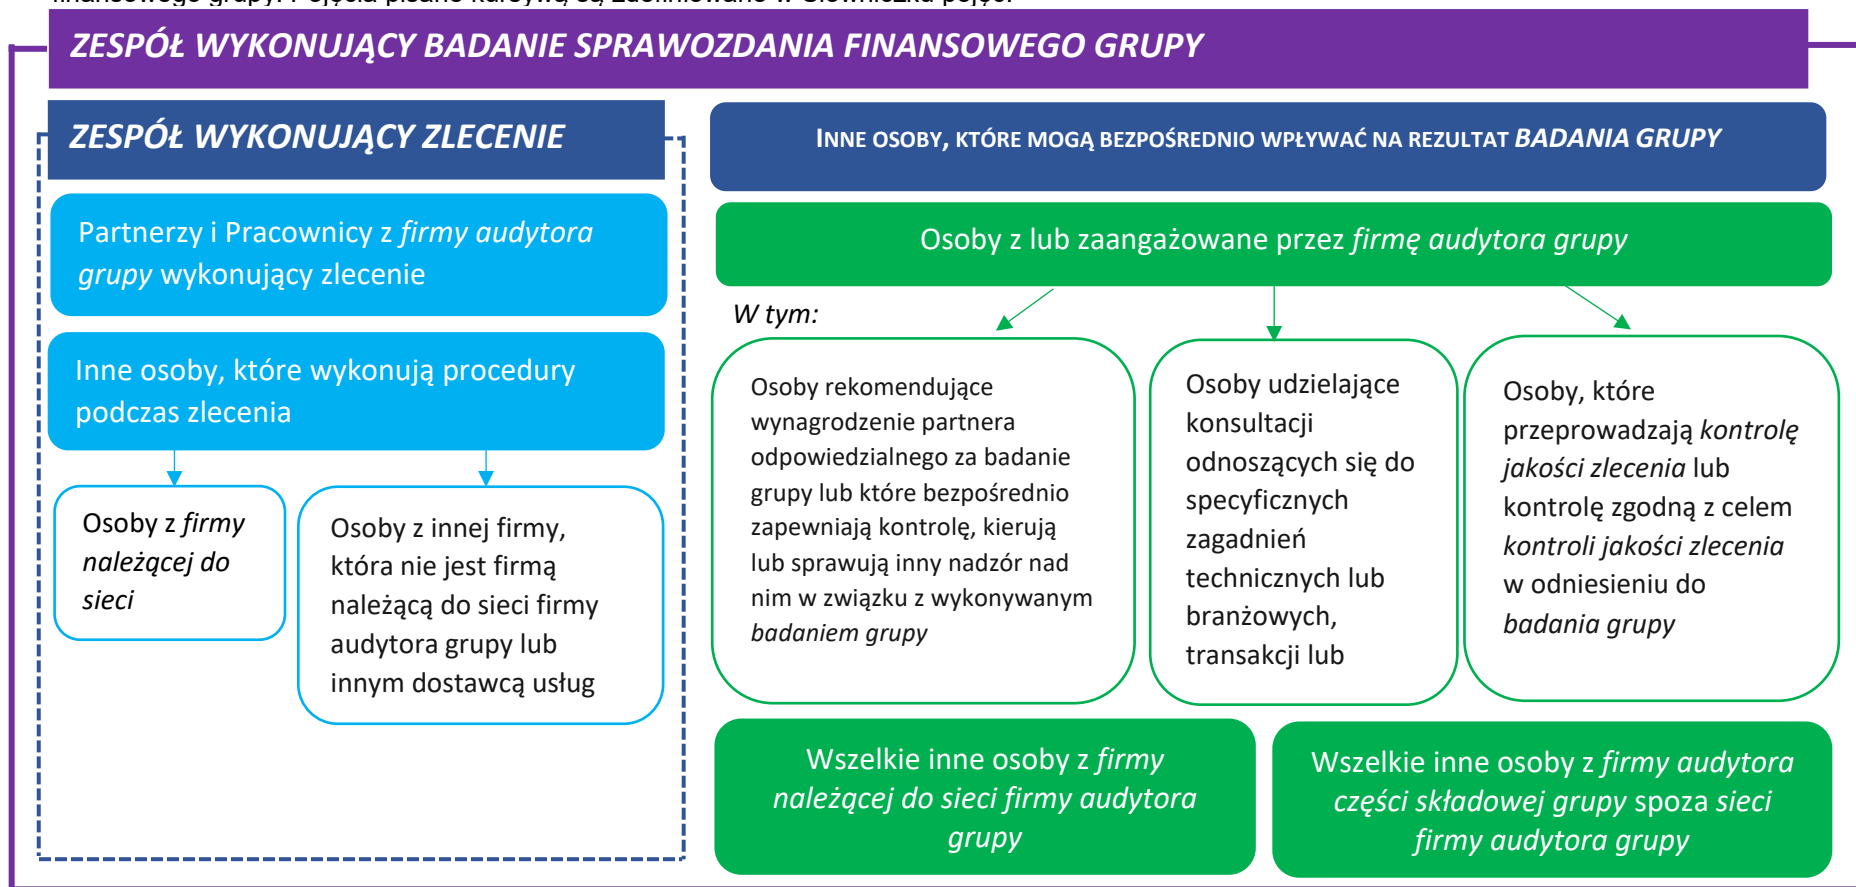 ZESPÓŁ WYKONUJĄCY BADANIE SPRAWOZDANIA FINANSOWEGO GRUPY
ZESPÓŁ WYKONUJĄCY ZLECENIE
Partnerzy i Pracownicy z firmy audytora
grupy wykonujący zlecenie
Inne osoby, które wykonują procedury
podczas zlecenia
Osoby z firmy
należącej do
sieci
Osoby z innej firmy,
która nie jest firmą
należącą do sieci firmy
audytora grupy lub
innym dostawcą usług
INNE OSOBY, KTÓRE MOGĄ BEZPOŚREDNIO WPŁYWAĆ NA REZULTAT BADANIA GRUPY
Osoby z lub zaangażowane przez firmę audytora grupy
W tym:
Osoby rekomendujące
wynagrodzenie partnera
odpowiedzialnego za badanie
grupy lub które bezpośrednio
zapewniają kontrolę, kierują
lub sprawują inny nadzór nad
nim w związku z wykonywanym
badaniem grupy
Osoby udzielające
konsultacji
odnoszących się do
specyficznych
zagadnień
technicznych lub
branżowych,
transakcji lub
Osoby, które
przeprowadzają kontrolę
jakości zlecenia lub
kontrolę zgodną z celem
kontroli jakości zlecenia
w odniesieniu do
badania grupy
Wszelkie inne osoby z firmy
należącej do sieci firmy audytora
grupy
Wszelkie inne osoby z firmy audytora
części składowej grupy spoza sieci
firmy audytora grupy